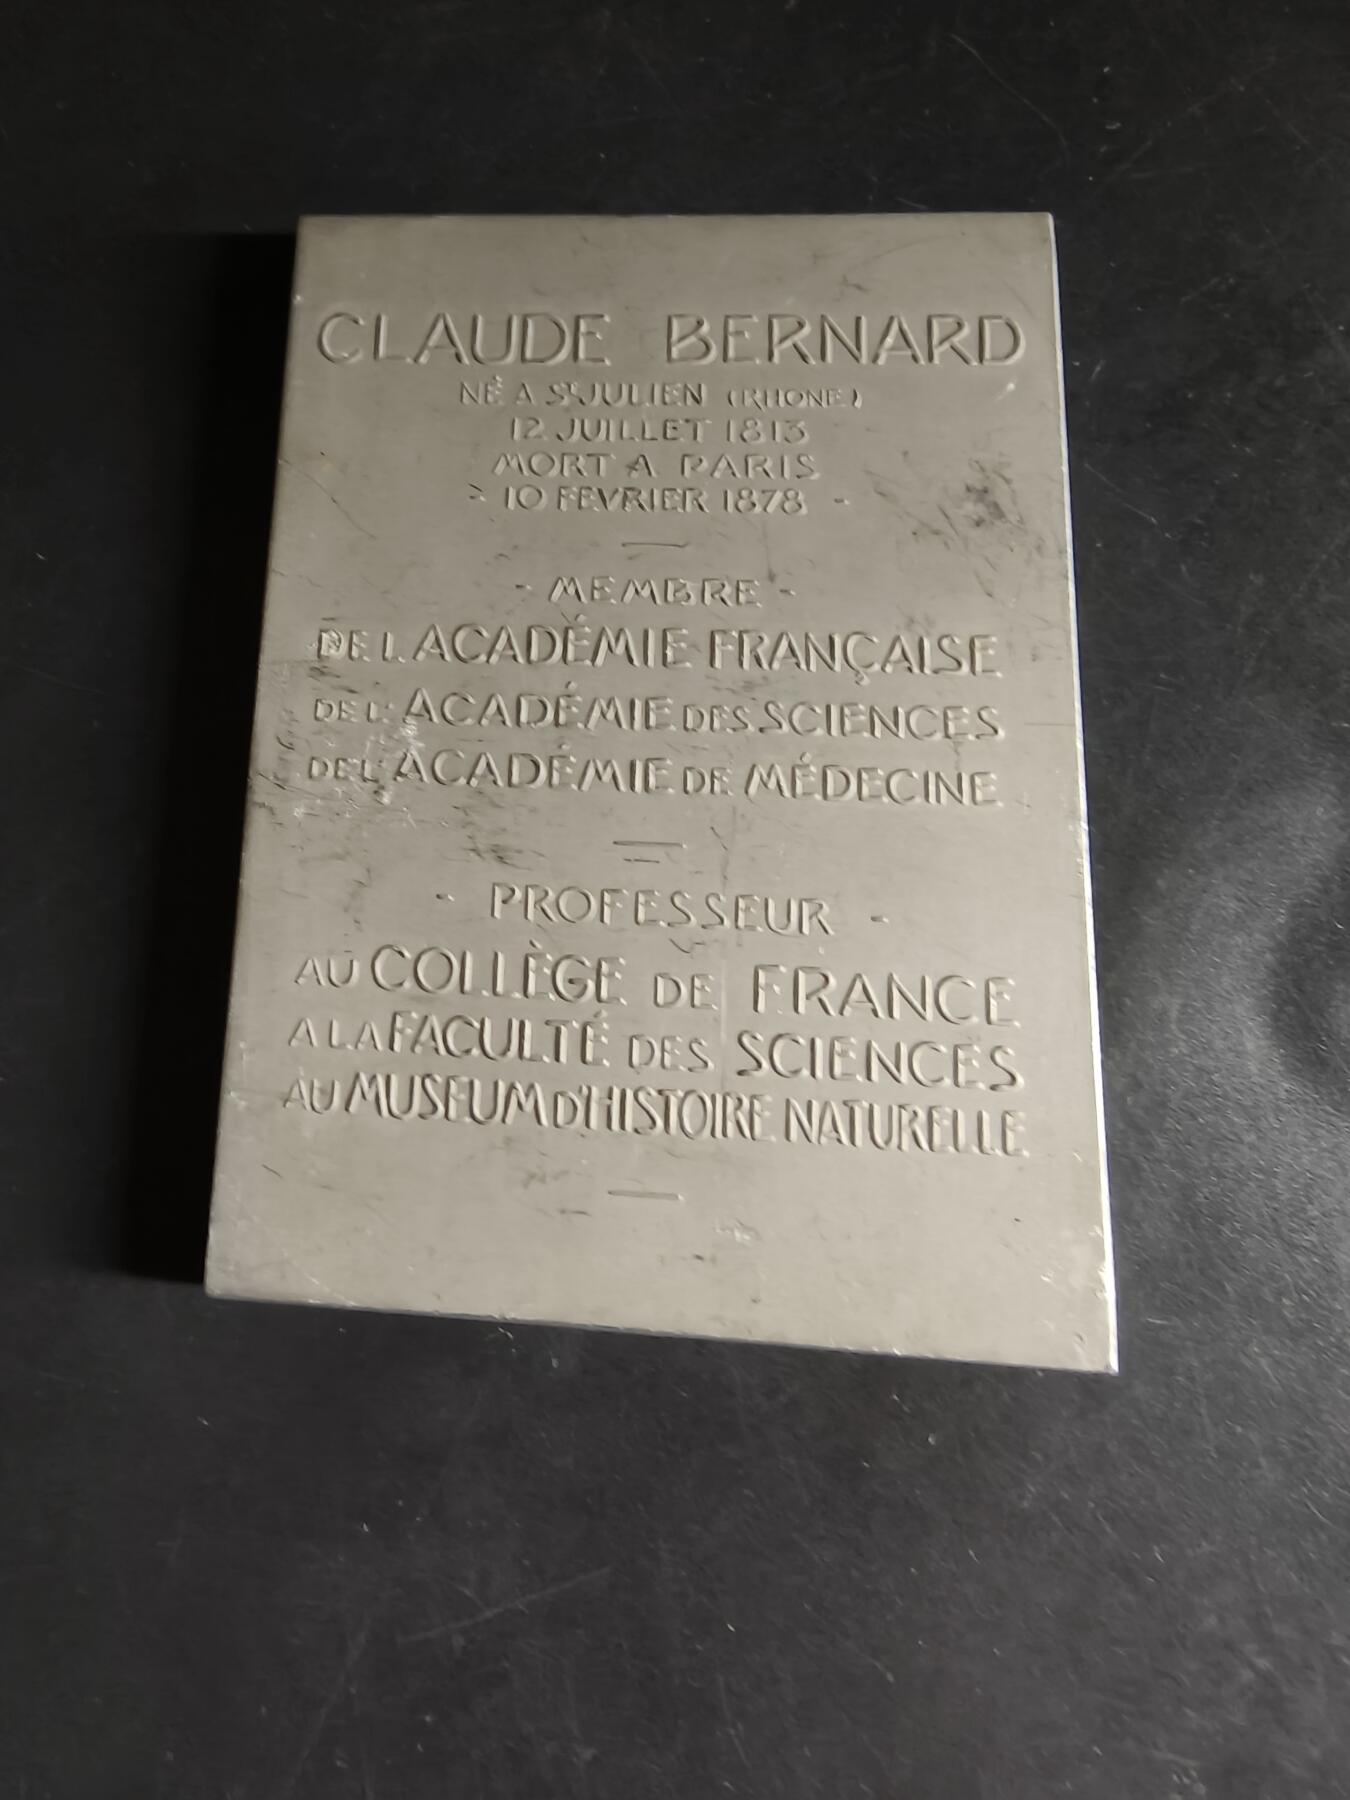 CLAUDE BERNARD
NÉ A ST JULIEN (RHONE)
12 JUILLET 1813
MORT A PARIS
- 10 FEVRIER 1878 -
- MEMBRE -
DE L'ACADÉMIE FRANÇAISE
DE L'ACADÉMIE DES SCIENCES
DE L'ACADÉMIE DE MÉDECINE
- PROFESSEUR -
AU COLLÈGE DE FRANCE
A LA FACULTÉ DES SCIENCES
AU MUSEUM D'HISTOIRE NATURELLE